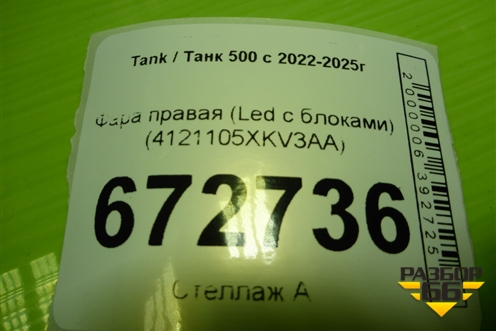 Tank / Танк 500 с 2022-2025г
Фара правая (Led с блоками)
(4121105XKV3AA)
672736
Стеллаж А
2000006392725
РАЗБОР
66